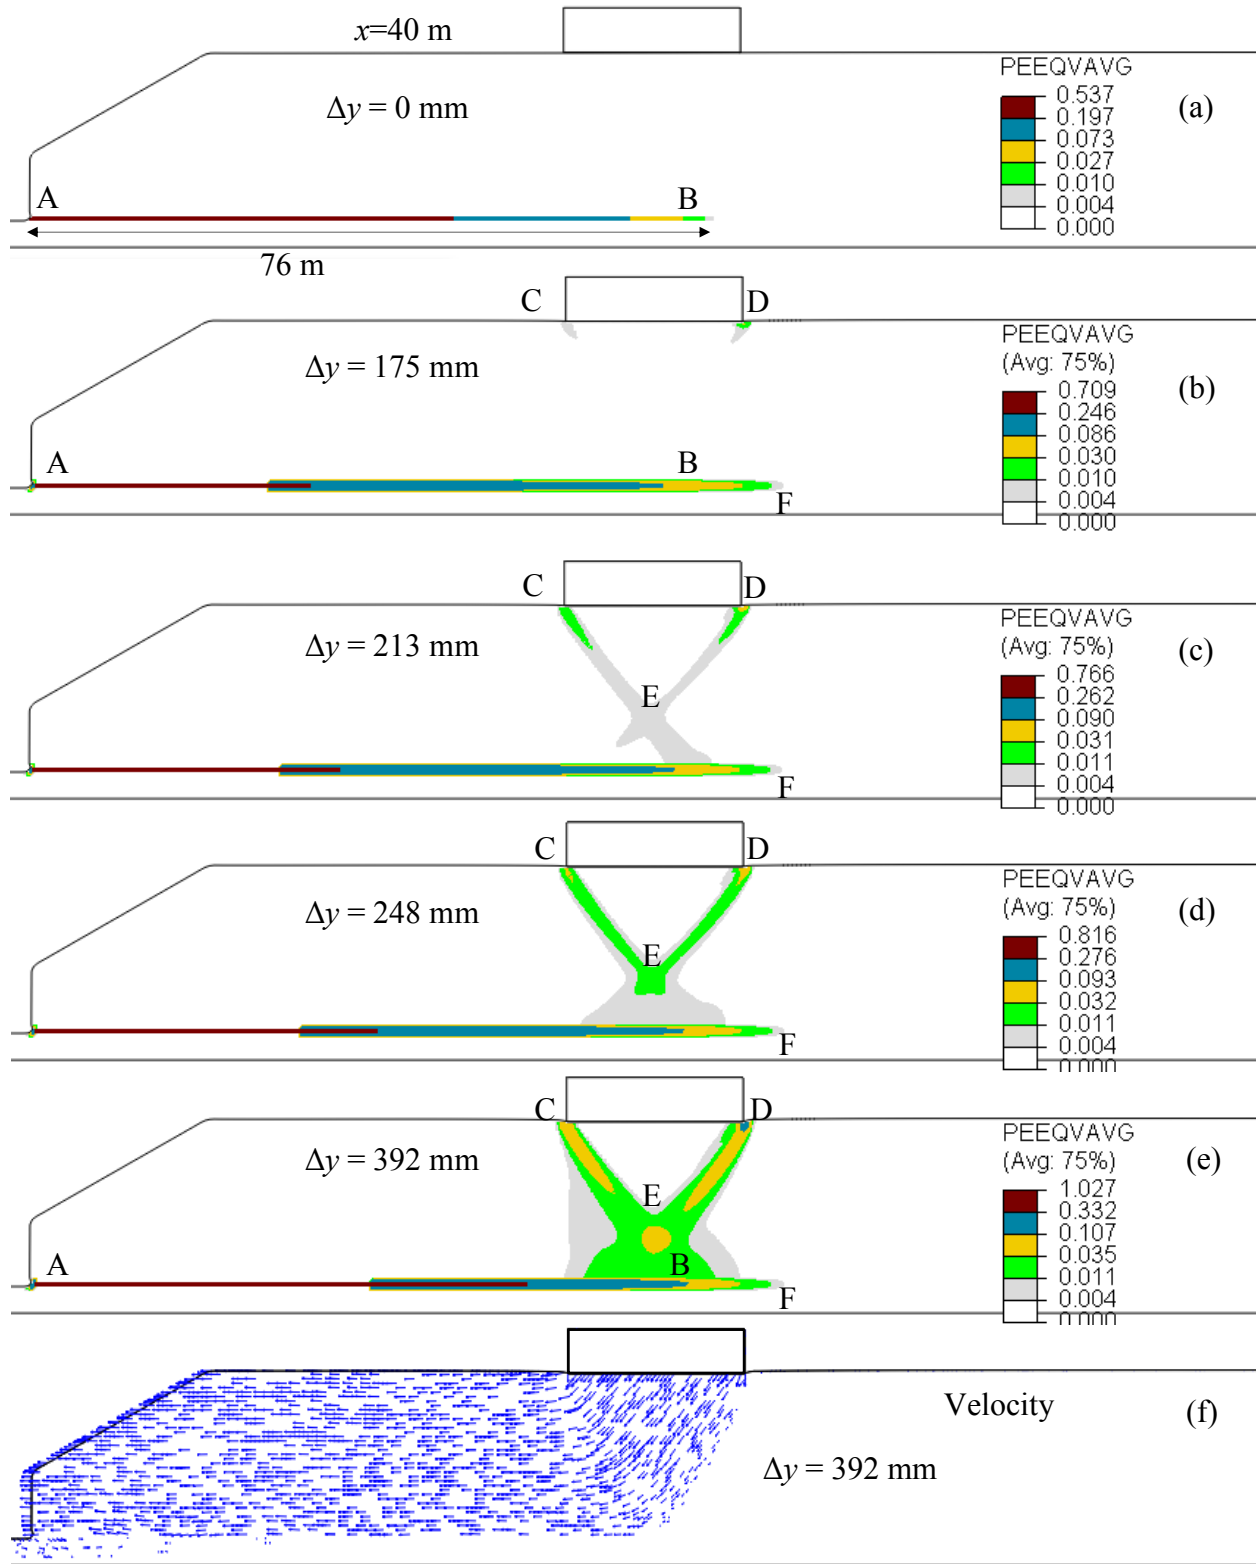 x=40 m
Δy = 0 mm
PEEQVAVG
0.537
0.197
0.073
0.027
0.010
0.004
0.000
(a)
A
B
76 m
C
D
Δy = 175 mm
PEEQVAVG
(Avg: 75%)
0.709
0.246
0.086
0.030
0.010
0.004
0.000
(b)
A
B
F
C
D
Δy = 213 mm
E
PEEQVAVG
(Avg: 75%)
0.766
0.262
0.090
0.031
0.011
0.004
0.000
(c)
F
C
D
Δy = 248 mm
E
PEEQVAVG
(Avg: 75%)
0.816
0.276
0.093
0.032
0.011
0.004
0.000
(d)
F
C
D
Δy = 392 mm
E
PEEQVAVG
(Avg: 75%)
1.027
0.332
0.107
0.035
0.011
0.004
0.000
(e)
A
B
F
Velocity
(f)
Δy = 392 mm